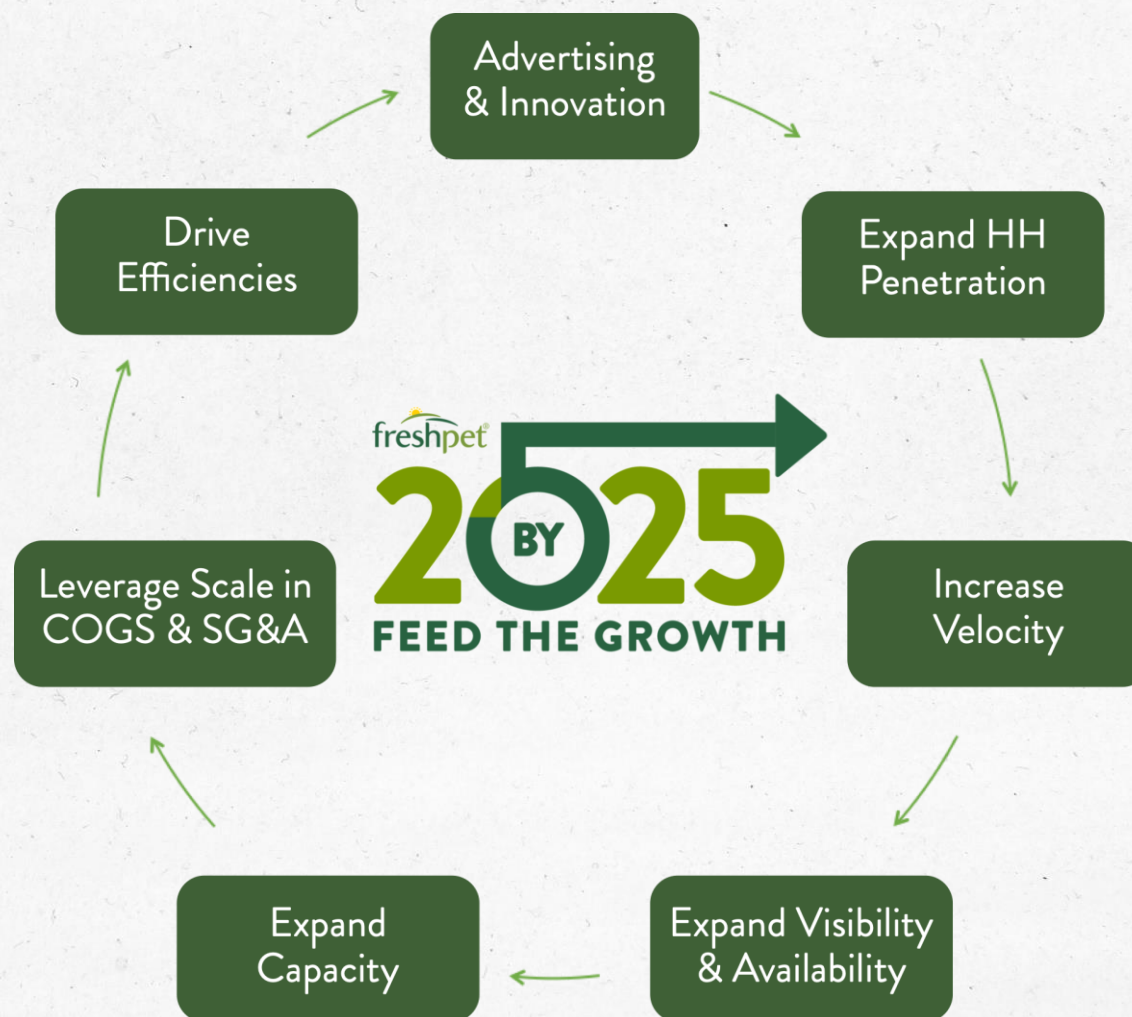 Advertising
& Innovation
Expand HH
Penetration
Increase
Velocity
Expand Visibility
& Availability
Expand
Capacity
Leverage Scale in
COGS & SG&A
Drive
Efficiencies
freshpet®
2025
BY
FEED THE GROWTH